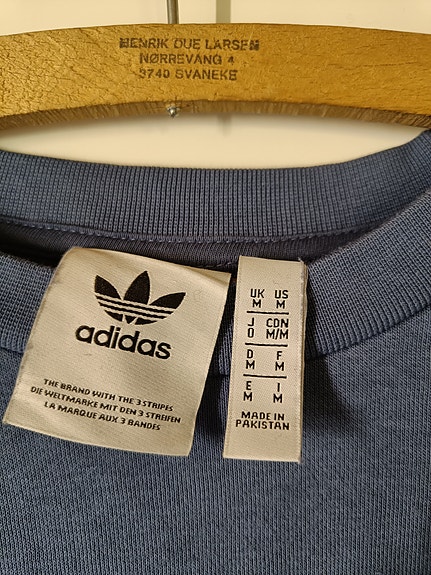 HENRIK DUE LARSEN
NØRREVANG 4
3740 SVANEKE
adidas
THE BRAND WITH THE 3 STRIPES
DIE WELTMARKE MIT DEN 3 STREIFEN
LA MARQUE AUX 3 BANDES
UK US
M M
J CDN
O M/M
D F
M M
E I
M M
MADE IN
PAKISTAN